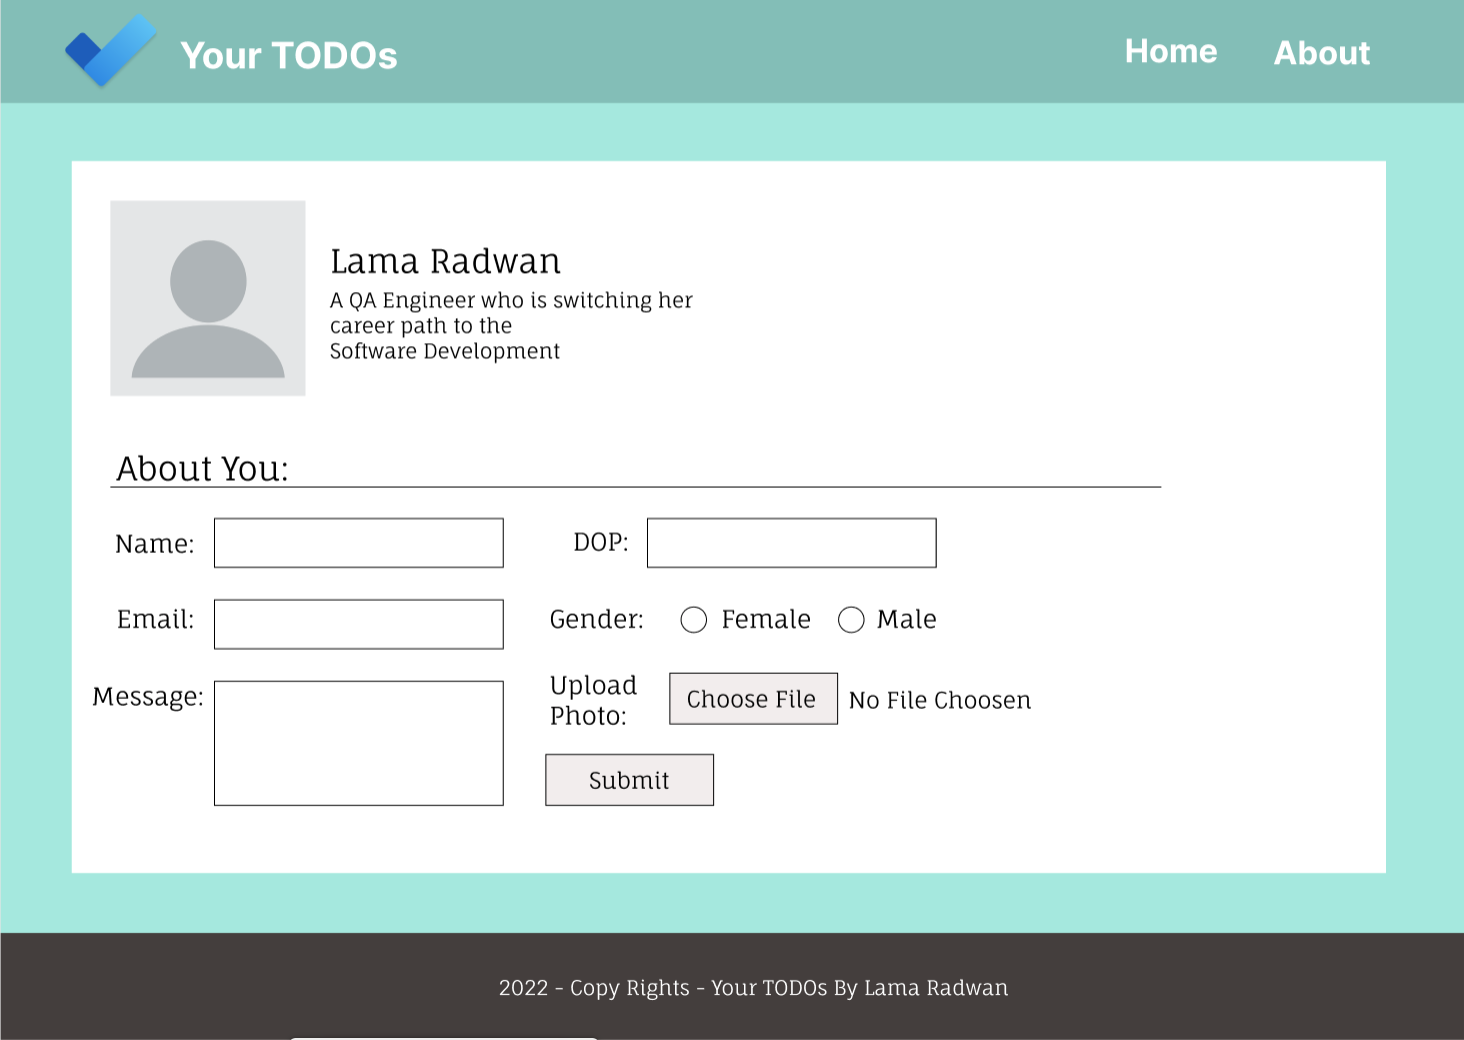 Your TODOs
Home
About
Lama Radwan
A QA Engineer who is switching her
career path to the
Software Development
About You:
Name:
DOP:
Email:
Gender:
Female
Male
Message:
Upload
Photo:
Choose File
No File Choosen
Submit
2022 - Copy Rights - Your TODOs By Lama Radwan